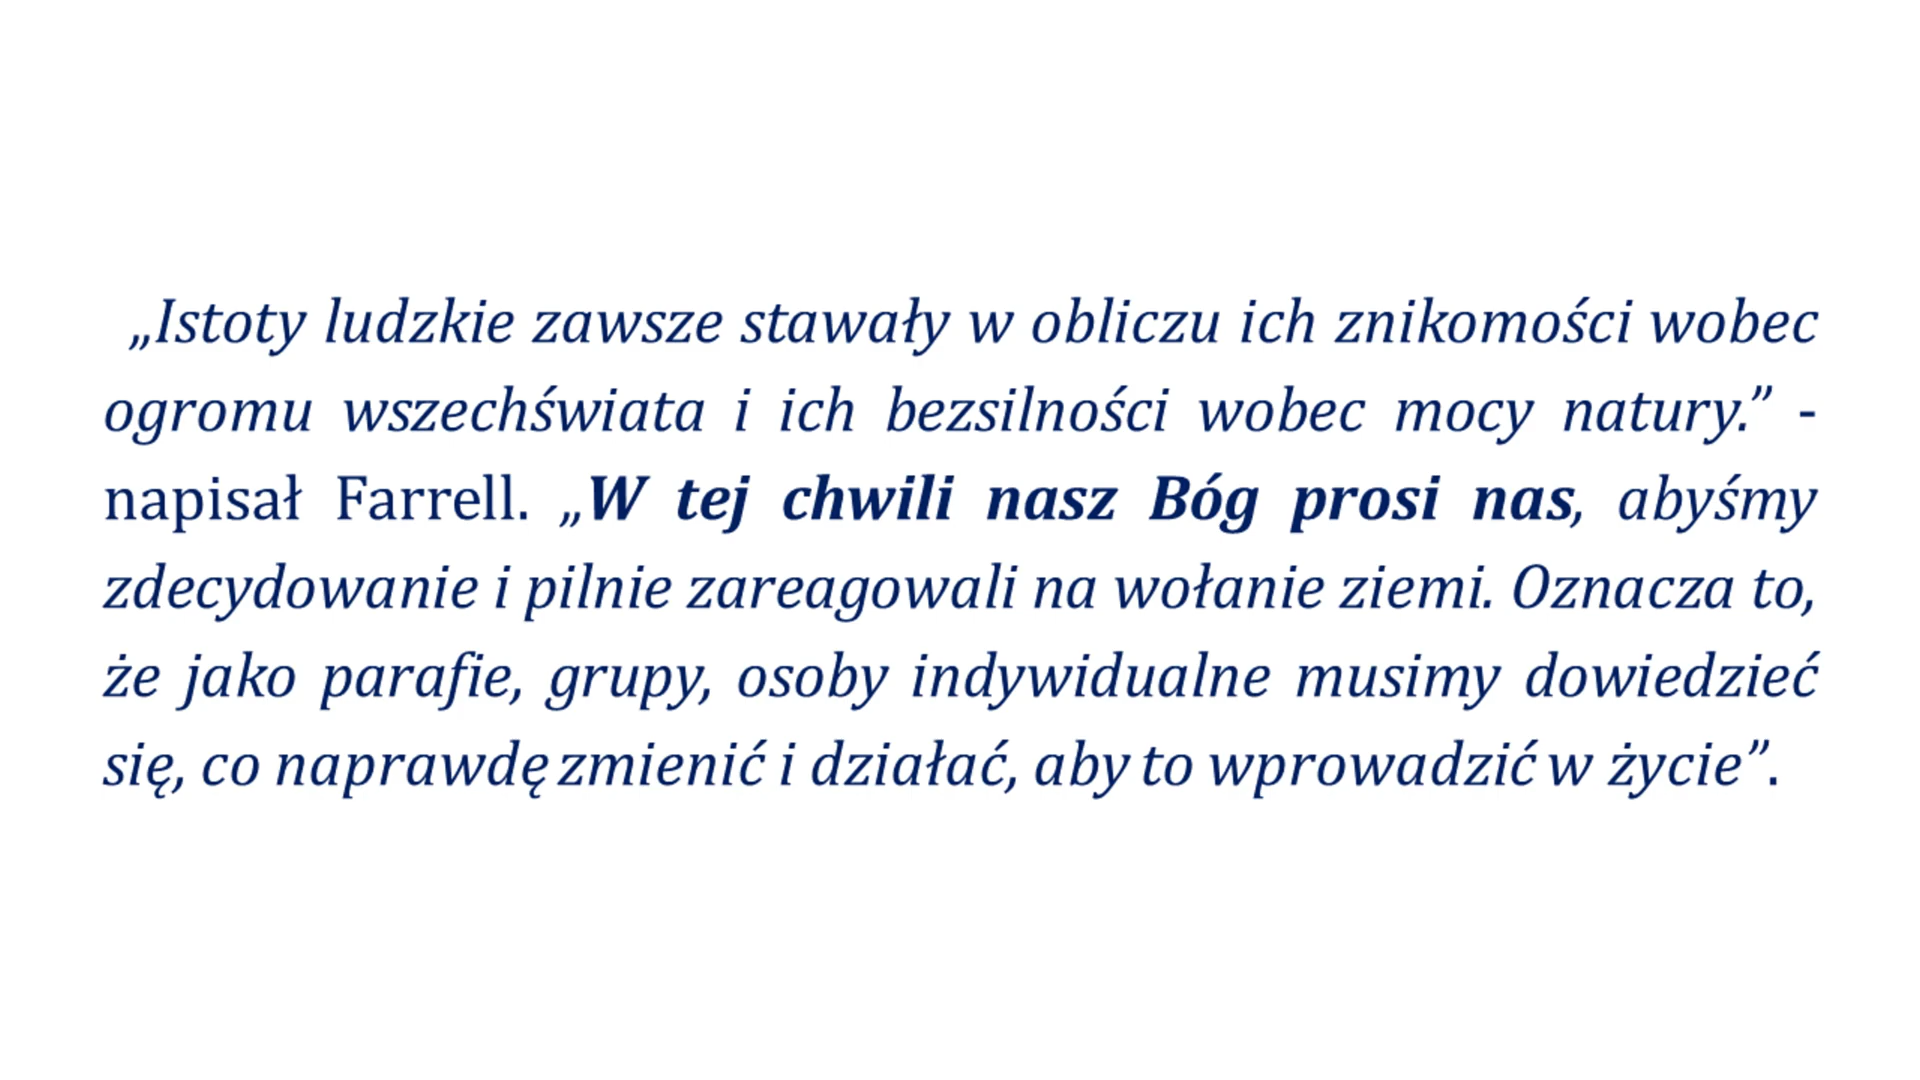 „Istoty ludzkie zawsze stawały w obliczu ich znikomości wobec
ogromu wszechświata i ich bezsilności wobec mocy natury.” -
napisał Farrell. „W tej chwili nasz Bóg prosi nas, abyśmy
zdecydowanie i pilnie zareagowali na wołanie ziemi. Oznacza to,
że jako parafie, grupy, osoby indywidualne musimy dowiedzieć
się, co naprawdę zmienić i działać, aby to wprowadzić w życie”.